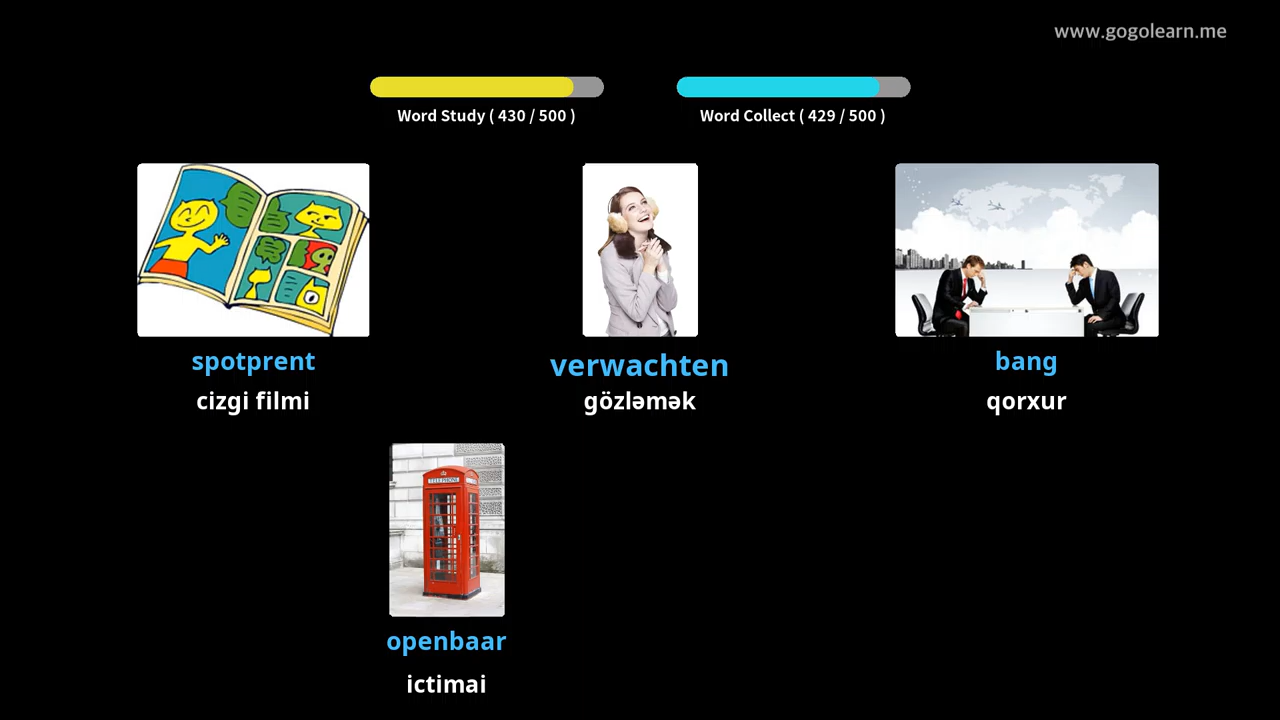 www.gogolearn.me
Word Study ( 430 / 500 )
Word Collect ( 429 / 500 )
spotprent
cizgi filmi
verwachten
gözləmək
bang
qorxur
TELEPHONE
openbaar
ictimai